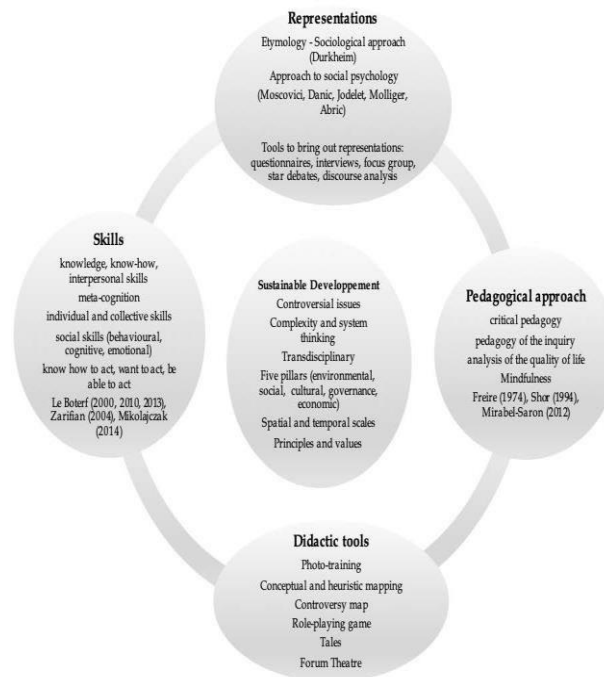 Representations
Etymology - Sociological approach
(Durkheim)
Approach to social psychology
(Moscovici, Danic, Jodelet, Molliger,
Abric)
Tools to bring out representations:
questionnaires, interviews, focus group,
star debates, discourse analysis
Skills
knowledge, know-how,
interpersonal skills
meta-cognition
individual and collective skills
social skills (behavioural,
cognitive, emotional)
know how to act, want to act, be
able to act
Le Boterf (2000, 2010, 2013),
Zarifian (2004), Mikolajczak
(2014)
Sustainable Developpement
Controversial issues
Complexity and system
thinking
Transdisciplinary
Five pillars (environmental,
social, cultural, governance,
economic)
Spatial and temporal scales
Principles and values
Pedagogical approach
critical pedagogy
pedagogy of the inquiry
analysis of the quality of life
Mindfulness
Freire (1974), Shor (1994),
Mirabel-Saron (2012)
Didactic tools
Photo-training
Conceptual and heuristic mapping
Controversy map
Role-playing game
Tales
Forum Theatre